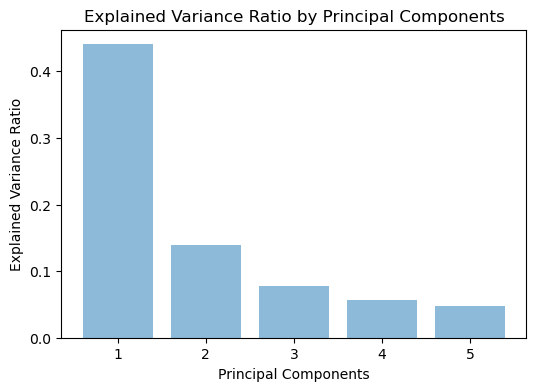 Explained Variance Ratio by Principal Components
Explained Variance Ratio
0.4
0.3
0.2
0.1
0.0
1 2 3 4 5
Principal Components